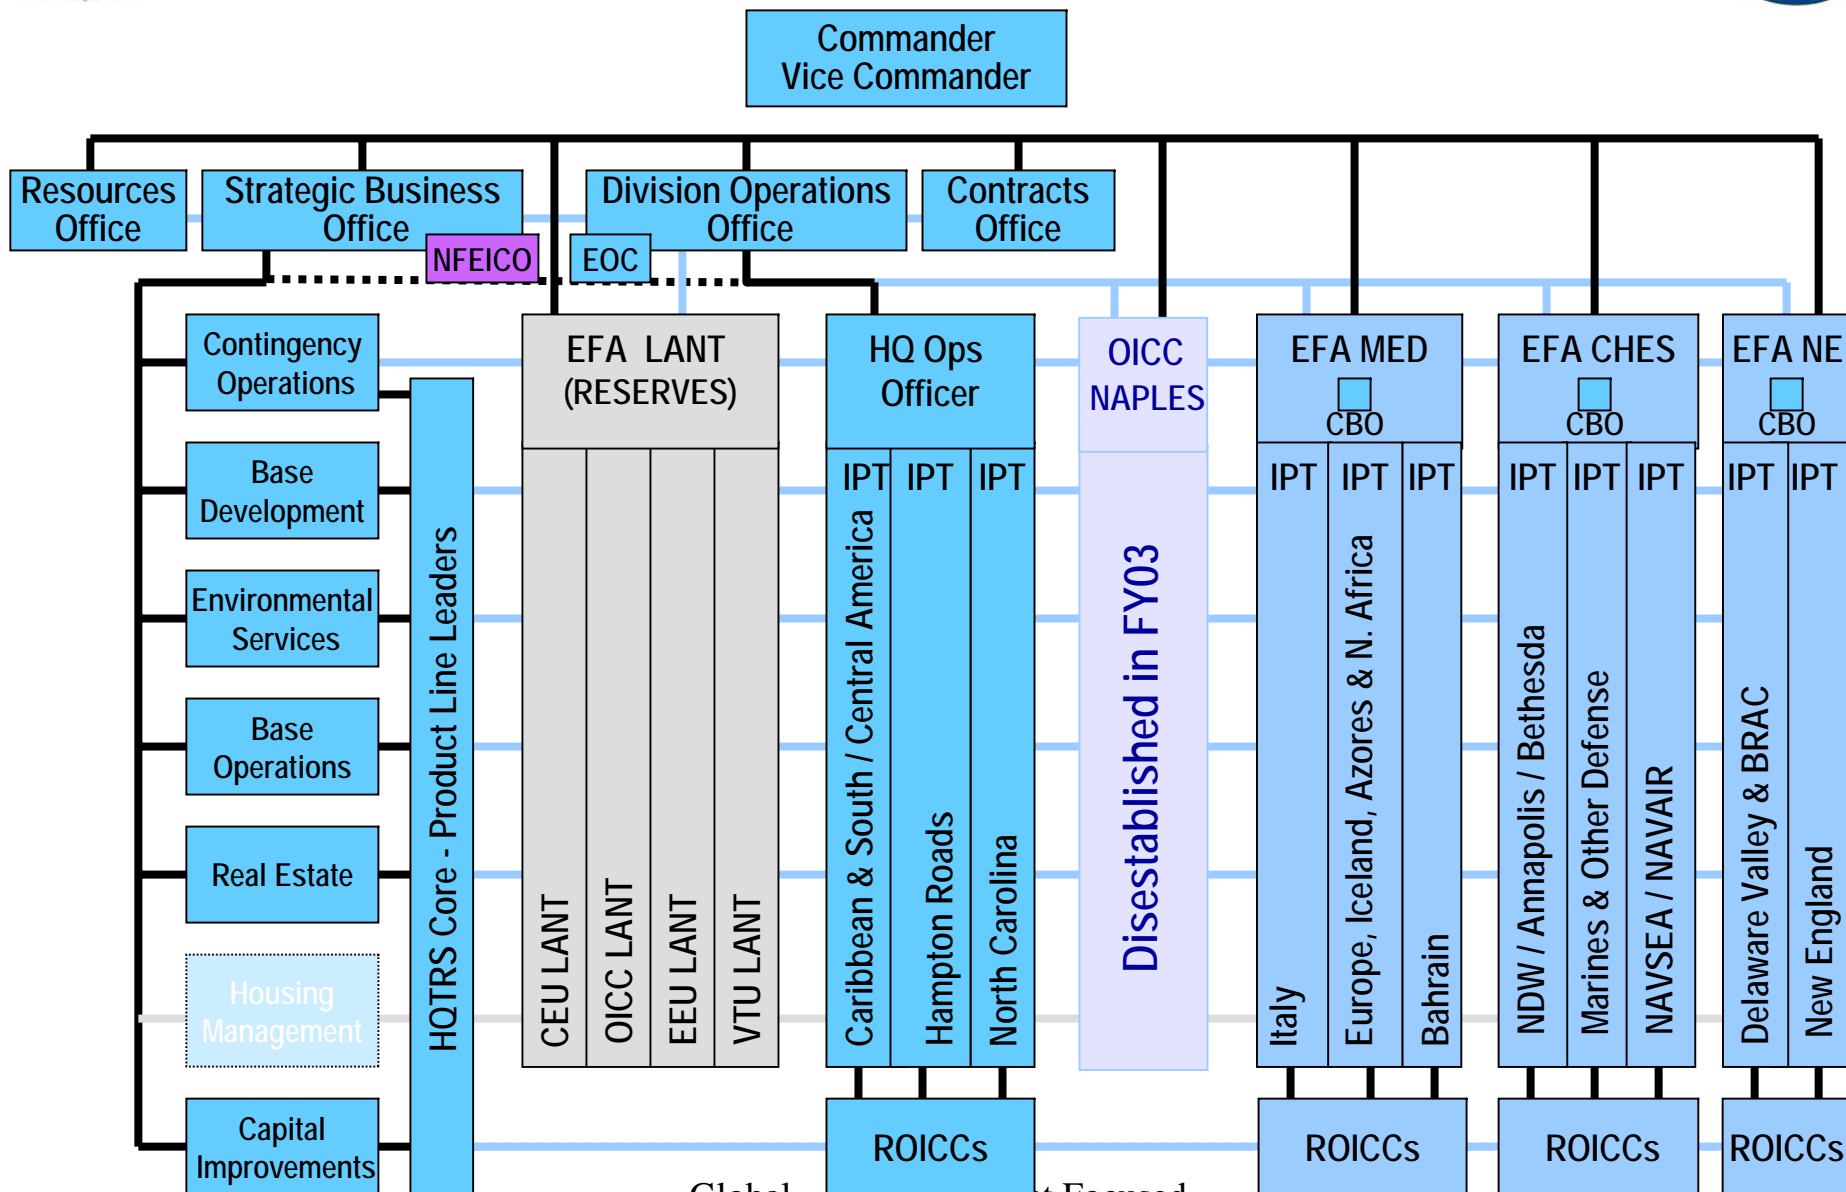 Commander
Vice Commander
Resources
Office
Strategic Business
Office
Division Operations
Office
Contracts
Office
NFEICO
EOC
Contingency
Operations
Base
Development
Environmental
Services
Base
Operations
Real Estate
Housing
Management
Capital
Improvements
HQTRS Core - Product Line Leaders
EFA LANT
(RESERVES)
CEU LANT
OICC LANT
EEU LANT
VTU LANT
HQ Ops
Officer
IPT IPT IPT
Caribbean & South / Central America
Hampton Roads
North Carolina
ROICCs
OICC
NAPLES
Disestablished in FY03
EFA MED
CBO
IPT IPT IPT
Italy
Europe, Iceland, Azores & N. Africa
Bahrain
ROICCs
EFA CHES
CBO
IPT IPT IPT
NDW / Annapolis / Bethesda
Marines & Other Defense
NAVSEA / NAVAIR
ROICCs
EFA NE
CBO
IPT IPT
Delaware Valley & BRAC
New England
ROICCs
Global Focused